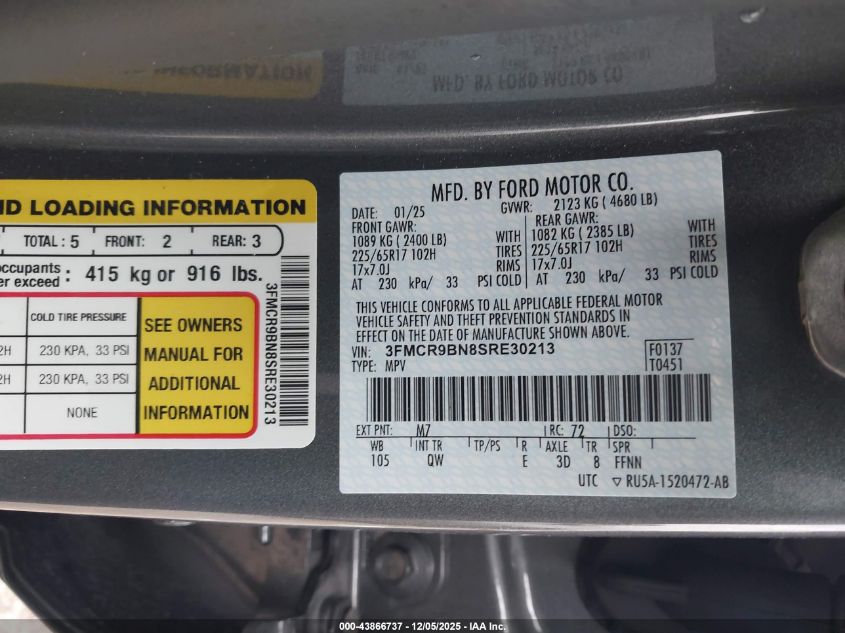 ND LOADING INFORMATION
TOTAL : 5 FRONT: 2 REAR: 3
occupants
er exceed : 415 kg or 916 lbs.
COLD TIRE PRESSURE
2H 230 KPA, 33 PSI
2H 230 KPA, 33 PSI
NONE
SEE OWNERS
MANUAL FOR
ADDITIONAL
INFORMATION
3FMCR9BN8SRE30213
MFD. BY FORD MOTOR CO.
DATE: 01/25 GVWR: 2123 KG ( 4680 LB)
FRONT GAWR: REAR GAWR:
1089 KG ( 2400 LB) WITH 1082 KG ( 2385 LB) WITH
225/65R17 102H TIRES 225/65R17 102H TIRES
17x7.0J RIMS 17x7.0J RIMS
AT 230 kPa/ 33 PSI COLD AT 230 kPa/ 33 PSI COLD
THIS VEHICLE CONFORMS TO ALL APPLICABLE FEDERAL MOTOR
VEHICLE SAFETY AND THEFT PREVENTION STANDARDS IN
EFFECT ON THE DATE OF MANUFACTURE SHOWN ABOVE.
VIN: 3FMCR9BN8SRE30213 F0137
TYPE: MPV T0451
EXT PNT: M7 RC: 72 DSO:
WB INT TR TP/PS R AXLE TR SPR
105 QW E 3D 8 FFNN
UTC ▽ RU5A-1520472-AB
000-43866737 - 12/05/2025 - IAA Inc.